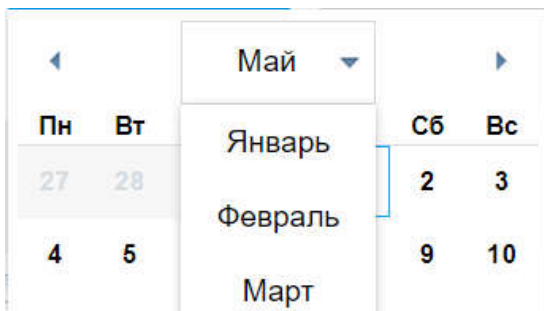 Май
Пн Вт Сб Вс
Январь
27 28 2 3
Февраль
4 5 9 10
Март